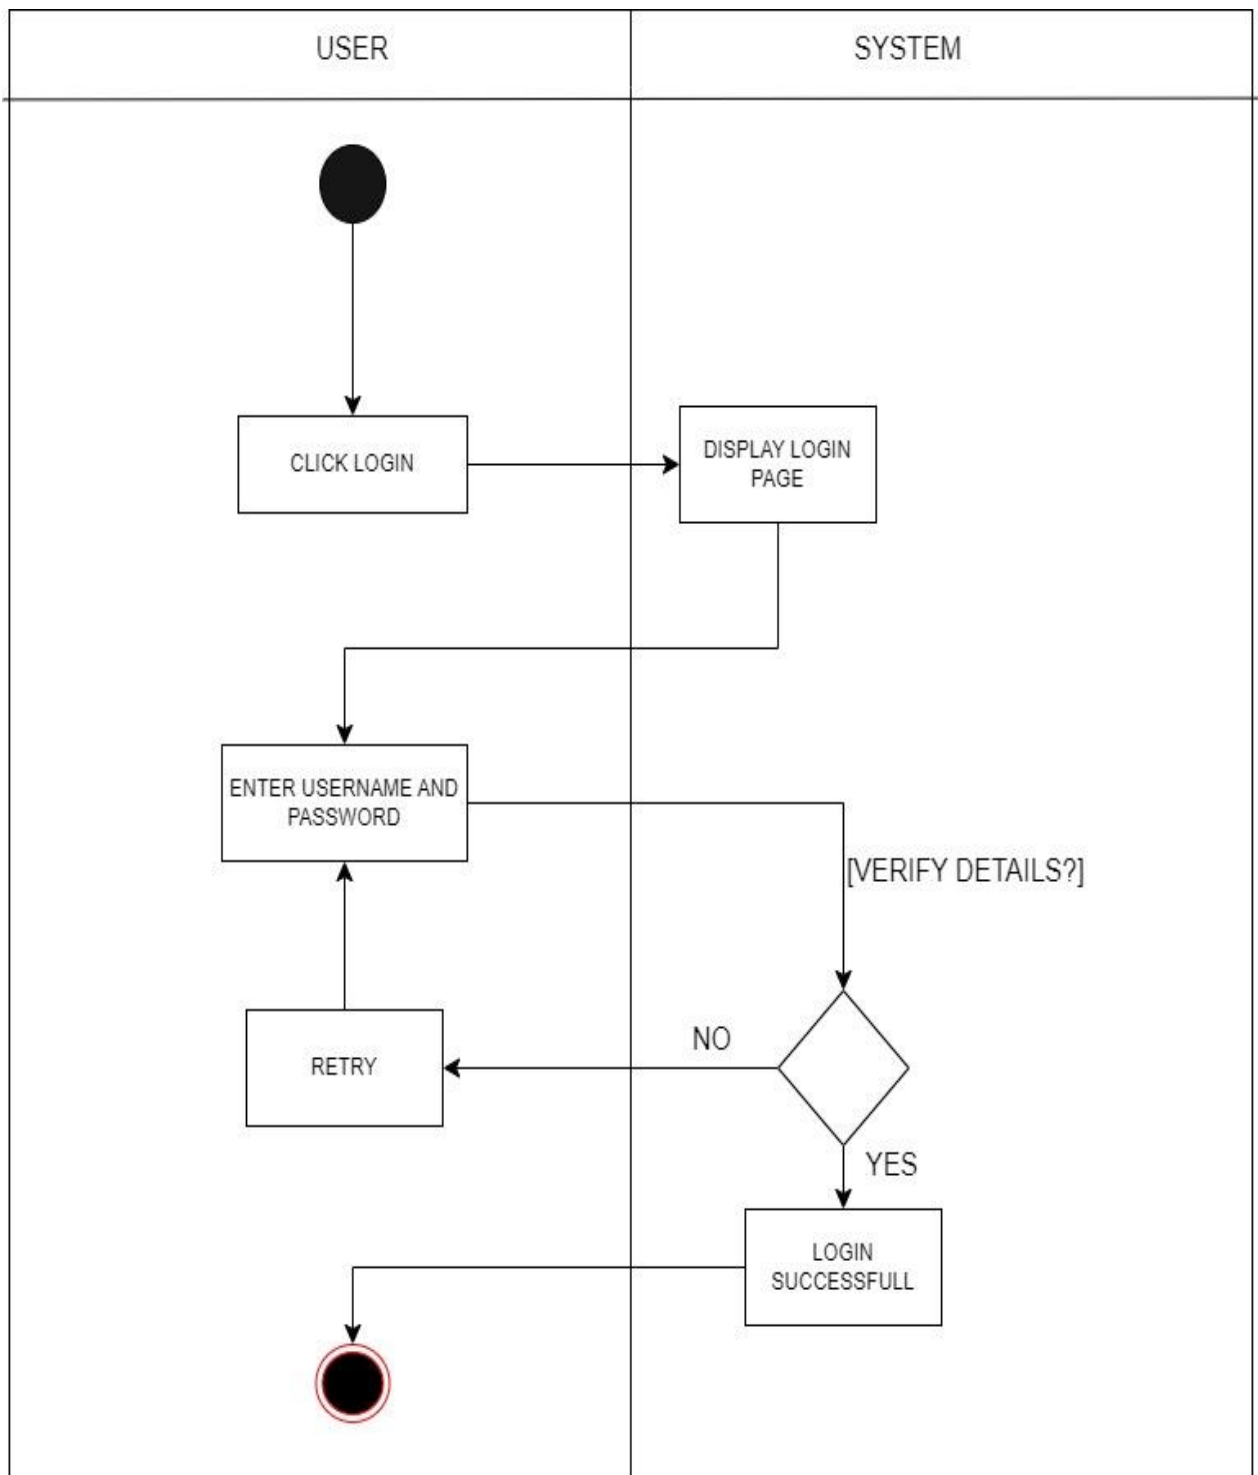 USER
SYSTEM
CLICK LOGIN
DISPLAY LOGIN
PAGE
ENTER USERNAME AND
PASSWORD
[VERIFY DETAILS?]
NO
RETRY
YES
LOGIN
SUCCESSFULL